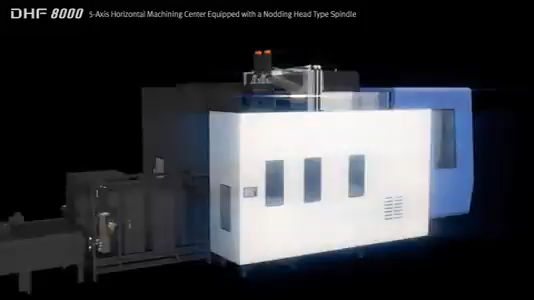 DHF 8000 5-Axis Horizontal Machining Center Equipped with a Nodding Head Type Spindle